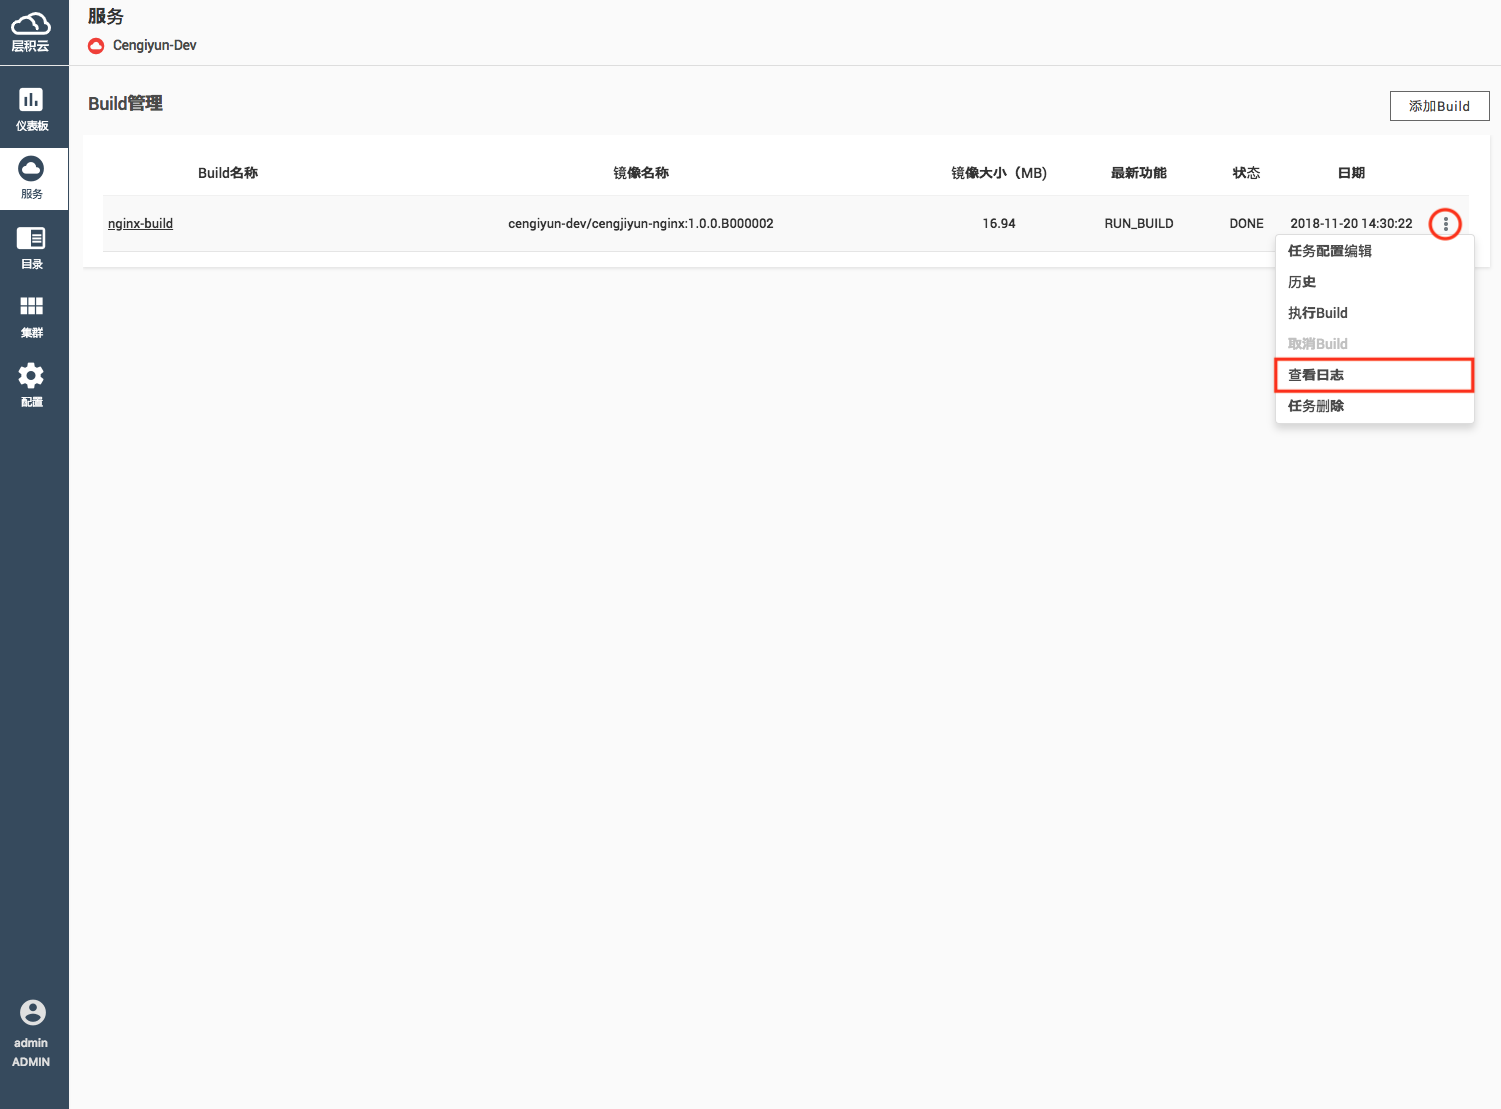 层积云
服务
Cengiyun-Dev
仪表板
服务
目录
集群
配置
admin
ADMIN
Build管理
添加Build
Build名称 镜像名称 镜像大小（MB) 最新功能 状态 日期
nginx-build cengiyun-dev/cengjiyun-nginx:1.0.0.B000002 16.94 RUN_BUILD DONE 2018-11-20 14:30:22
任务配置编辑
历史
执行Build
取消Build
查看日志
任务删除